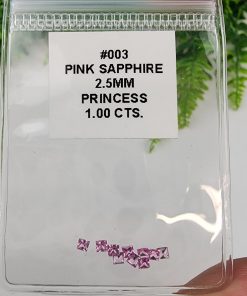 #003
PINK SAPPHIRE
2.5MM
PRINCESS
1.00 CTS.